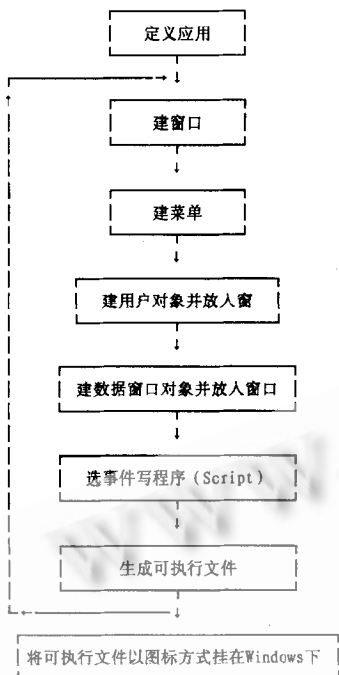 定义应用
建窗口
建菜单
建用户对象并放入窗
建数据窗口对象并放入窗口
选事件写程序（Script）
生成可执行文件
将可执行文件以图标方式挂在Windows下